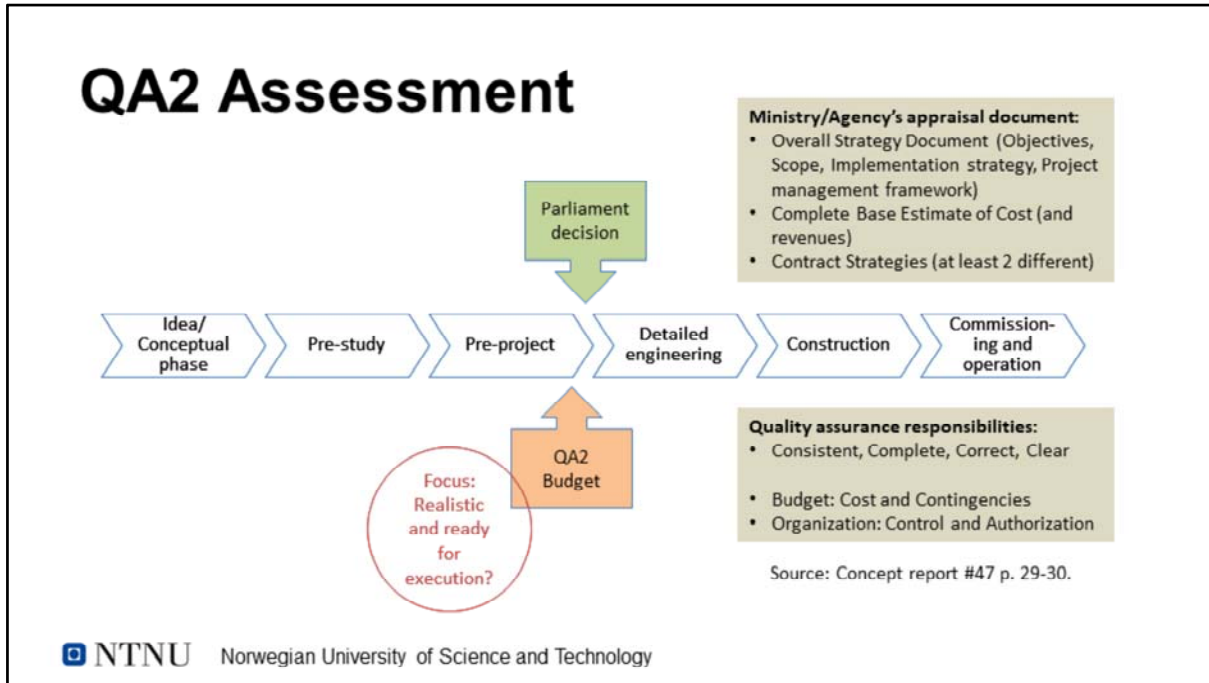 QA2 Assessment
Ministry/Agency's appraisal document:
• Overall Strategy Document (Objectives,
Scope, Implementation strategy, Project
management framework)
• Complete Base Estimate of Cost (and
revenues)
• Contract Strategies (at least 2 different)
Parliament
decision
Idea/
Conceptual
phase
Pre-study
Pre-project
Detailed
engineering
Construction
Commission-
ing and
operation
QA2
Budget
Focus:
Realistic
and ready
for
execution?
Quality assurance responsibilities:
• Consistent, Complete, Correct, Clear
• Budget: Cost and Contingencies
• Organization: Control and Authorization
Source: Concept report #47 p. 29-30.
NTNU Norwegian University of Science and Technology